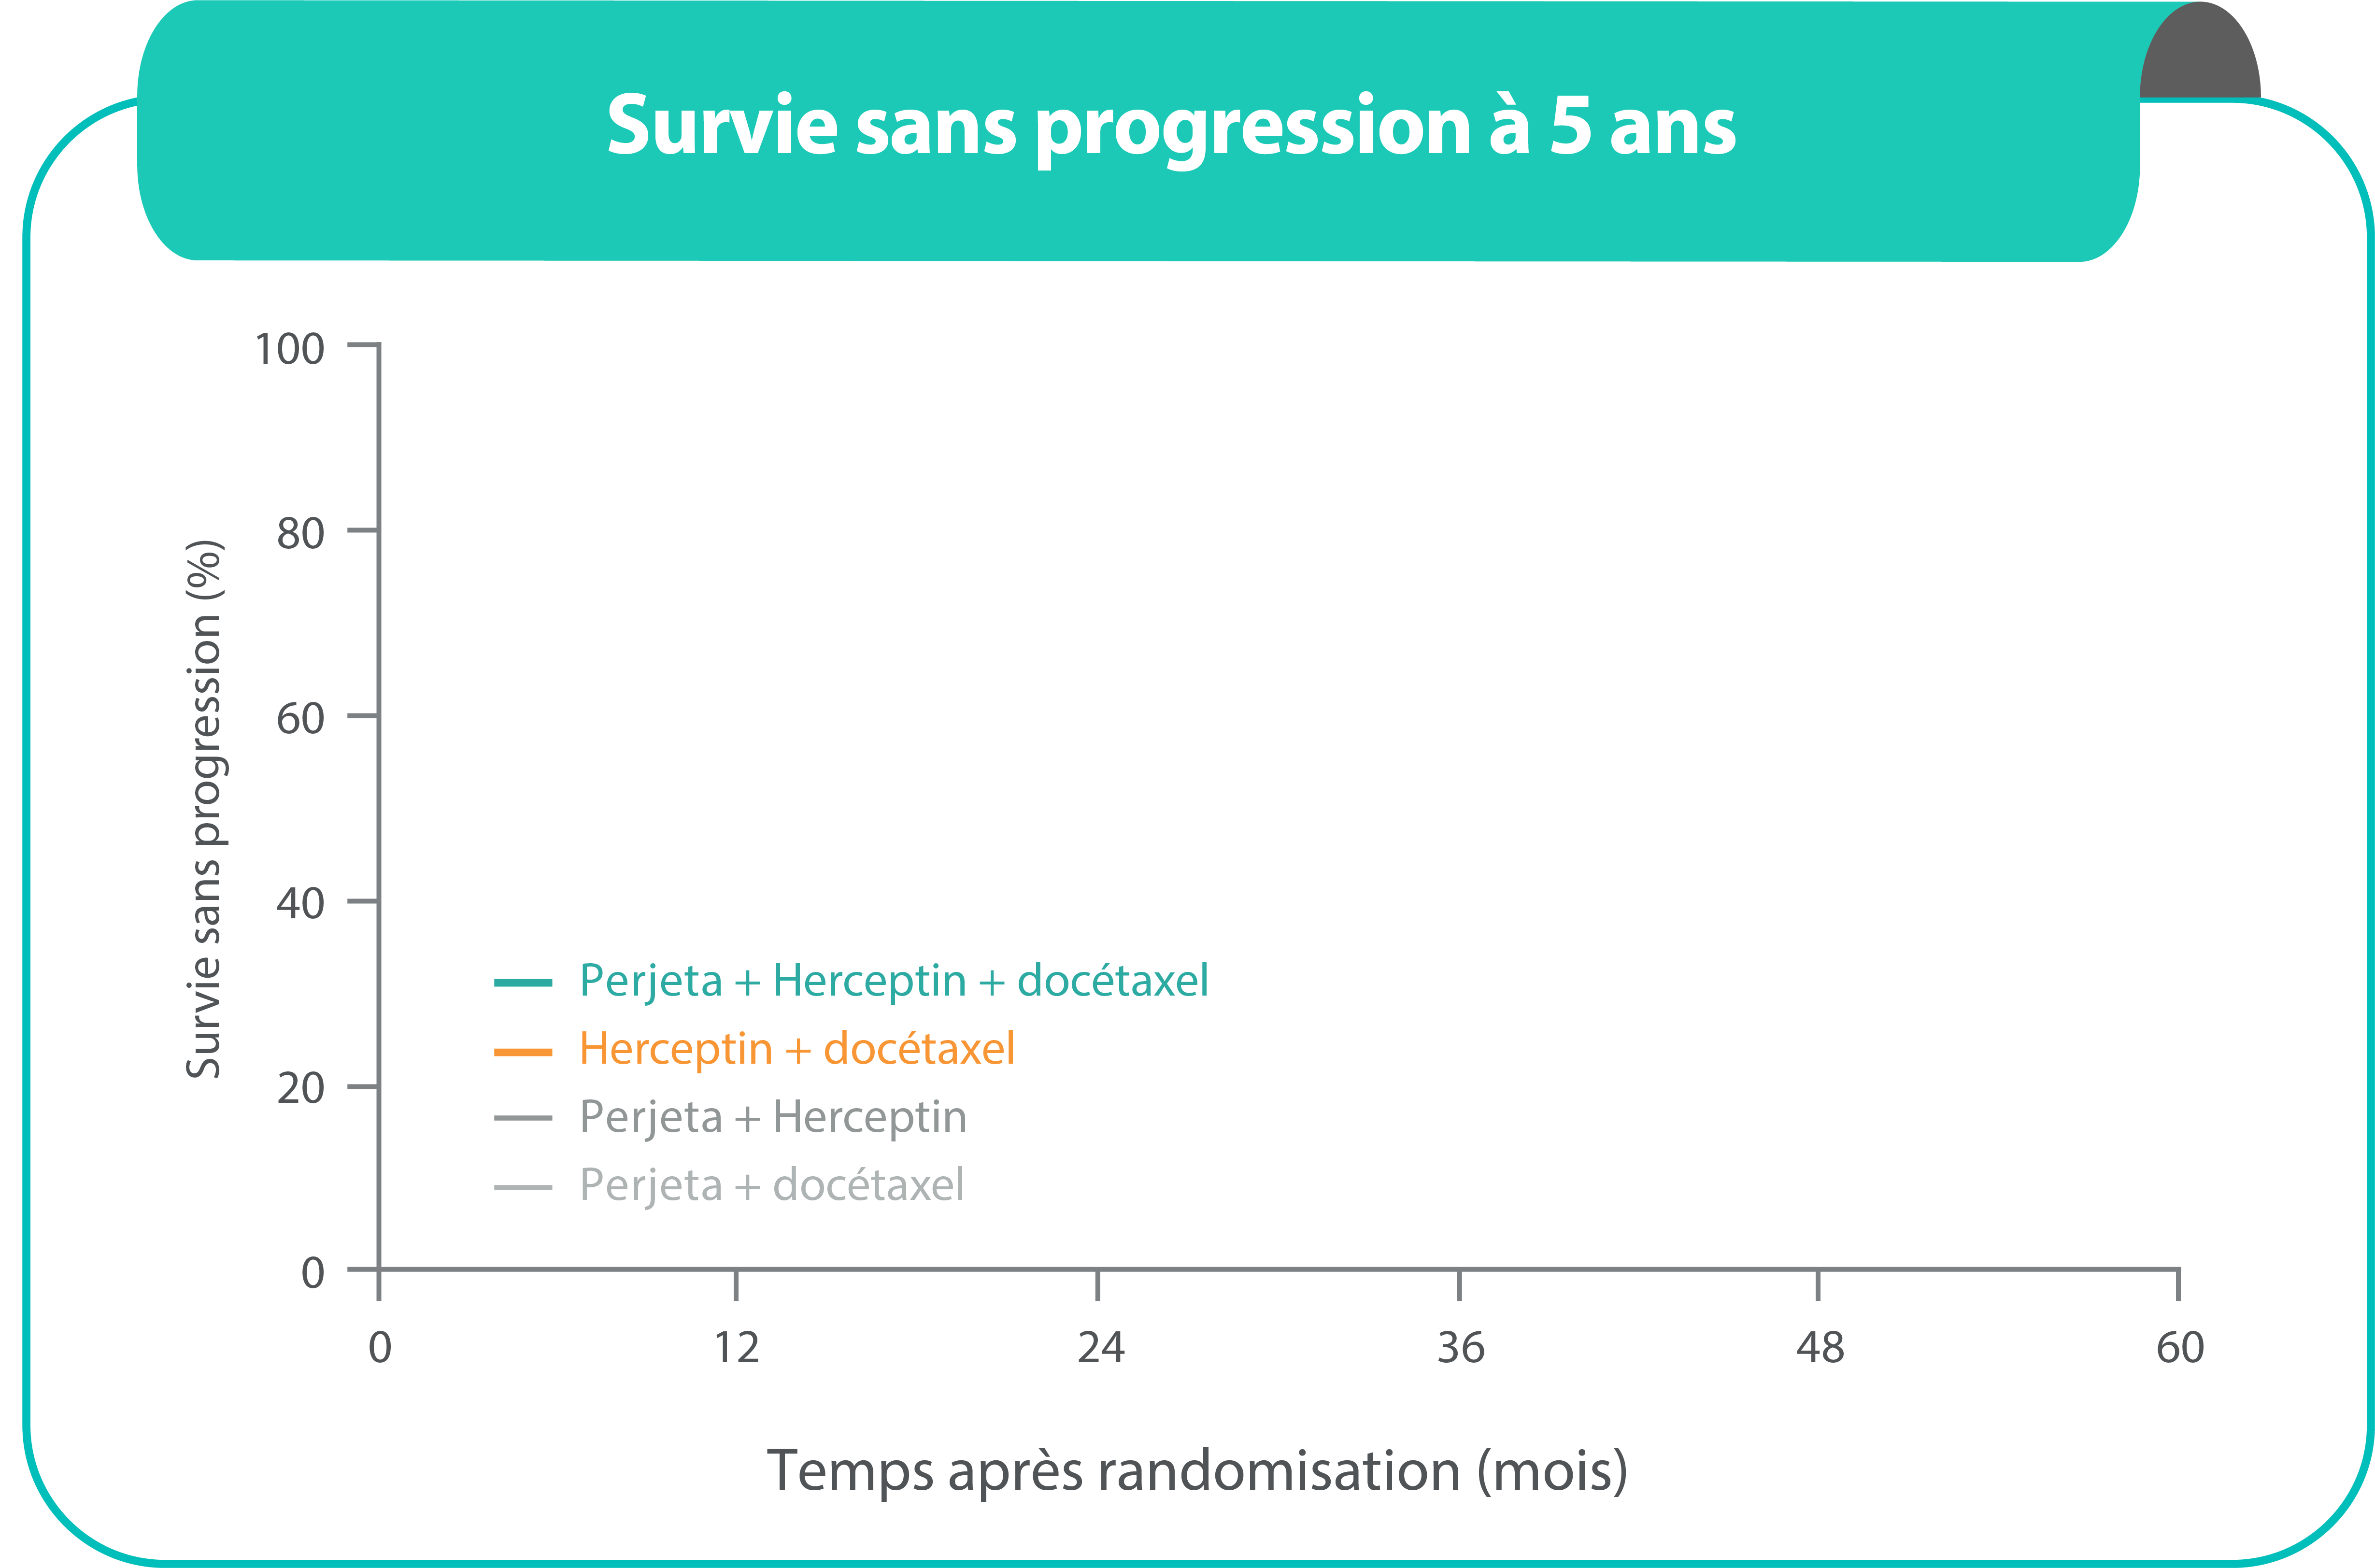 Survie sans progression à 5 ans
100
80
60
40
20
0
Survie sans progression (%)
Perjeta + Herceptin + docétaxel
Herceptin + docétaxel
Perjeta + Herceptin
Perjeta + docétaxel
0 12 24 36 48 60
Temps après randomisation (mois)